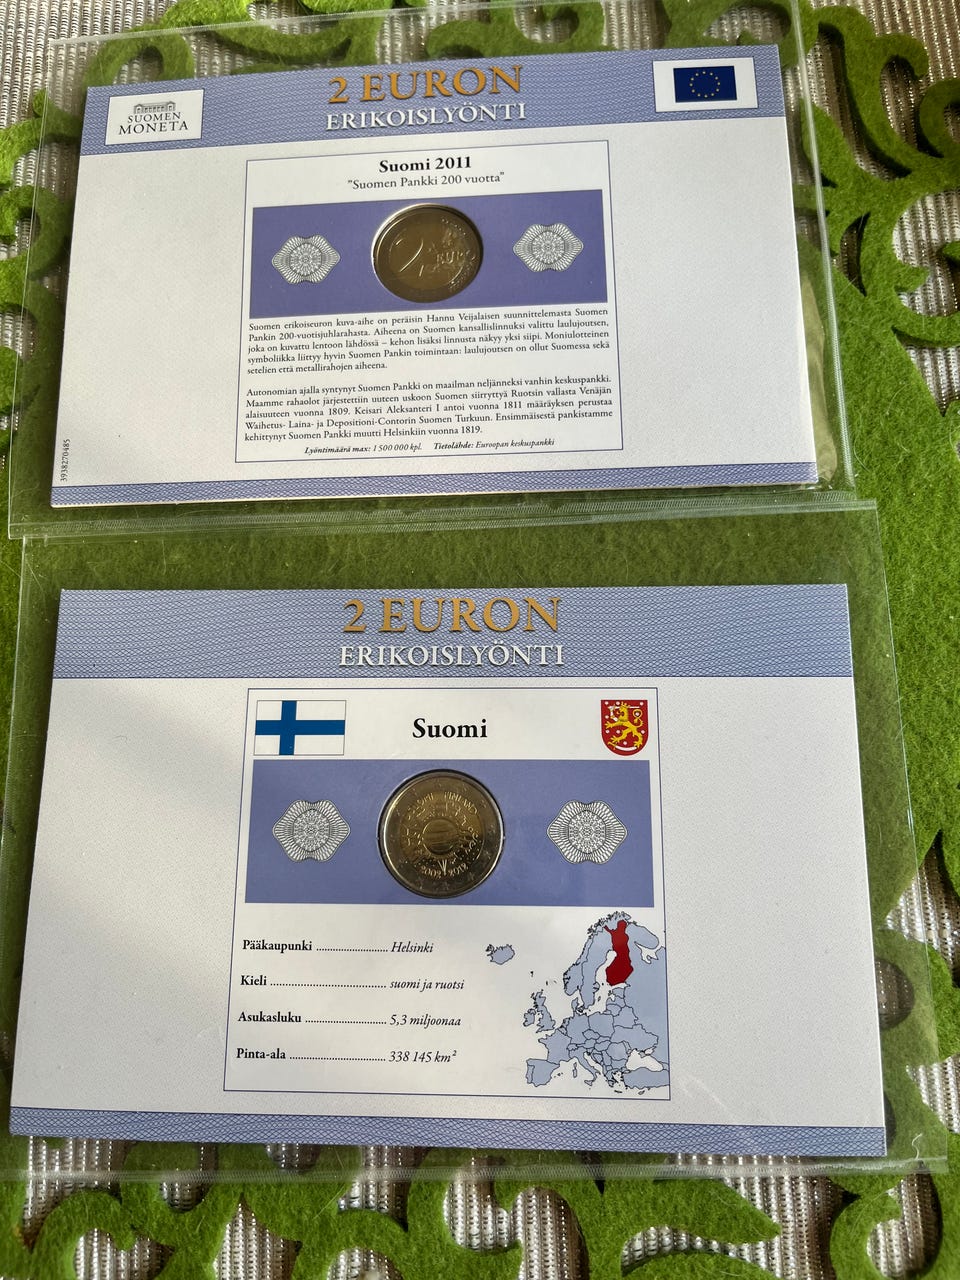 SUOMEN
MONETA
2 EURON
ERIKOISLYÖNTI
Suomi 2011
"Suomen Pankki 200 vuotta"
2 EURO
Suomen erikoiseuron kuva-aihe on peräisin Hannu Veijalaisen suunnittelemasta Suomen
Pankin 200-vuotisjuhlarahasta. Aiheena on Suomen kansallislinnuksi valittu laulujoutsen,
joka on kuvattu lentoon lähdössä – kehon lisäksi linnusta näkyy yksi siipi. Moniulotteinen
symboliikka liittyy hyvin Suomen Pankin toimintaan: laulujoutsen on ollut Suomessa sekä
setelien että metallirahojen aiheena.
Autonomian ajalla syntynyt Suomen Pankki on maailman neljänneksi vanhin keskuspankki.
Maamme rahaolot järjestettiin uuteen uskoon Suomen siirryttyä Ruotsin vallasta Venäjän
alaisuuteen vuonna 1809. Keisari Aleksanteri I antoi vuonna 1811 määräyksen perustaa
Waihetus- Laina- ja Depositioni-Contorin Suomen Turkuun. Ensimmäisestä pankistamme
kehittynyt Suomen Pankki muutti Helsinkiin vuonna 1819.
Lyöntimäärä max: 1 500 000 kpl. Tietolähde: Euroopan keskuspankki
3938270485
2 EURON
ERIKOISLYÖNTI
Suomi
SUOMI FINLAND
2002 2012
Pääkaupunki ........................ Helsinki
Kieli ....................................... suomi ja ruotsi
Asukasluku ........................... 5,3 miljoonaa
Pinta-ala ................................ 338 145 km²